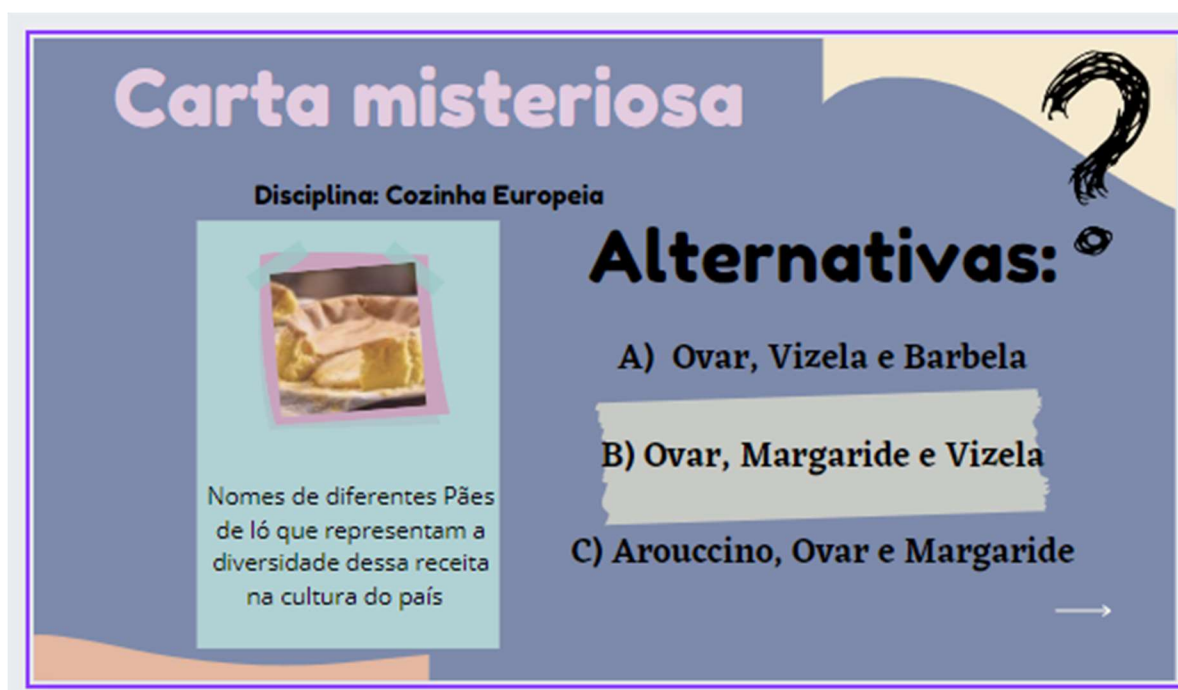 Carta misteriosa
Disciplina: Cozinha Europeia
Nomes de diferentes Pães
de ló que representam a
diversidade dessa receita
na cultura do país
Alternativas:
A) Ovar, Vizela e Barbela
B) Ovar, Margaride e Vizela
C) Arouccino, Ovar e Margaride